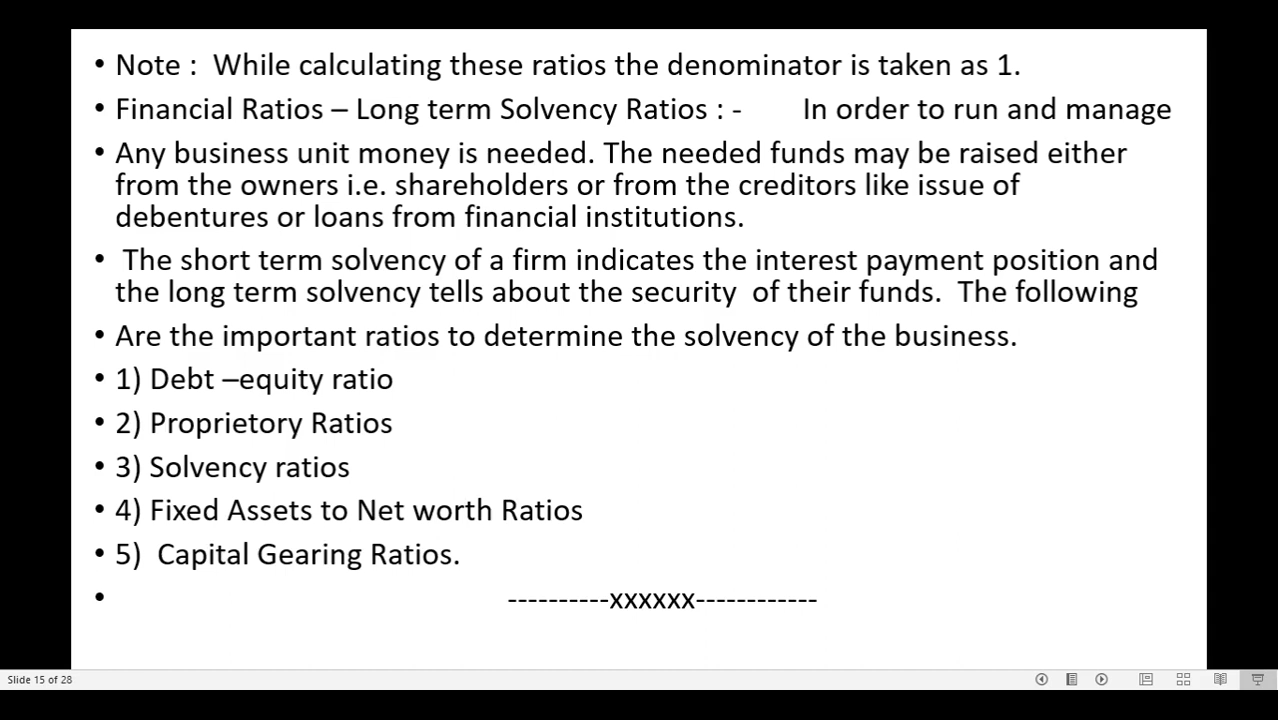 • Note :  While calculating these ratios the denominator is taken as 1.
• Financial Ratios – Long term Solvency Ratios : -       In order to run and manage
• Any business unit money is needed. The needed funds may be raised either
from the owners i.e. shareholders or from the creditors like issue of
debentures or loans from financial institutions.
•  The short term solvency of a firm indicates the interest payment position and
the long term solvency tells about the security  of their funds.  The following
• Are the important ratios to determine the solvency of the business.
• 1) Debt –equity ratio
• 2) Proprietory Ratios
• 3) Solvency ratios
• 4) Fixed Assets to Net worth Ratios
• 5)  Capital Gearing Ratios.
• ----------xxxxxx------------
Slide 15 of 28